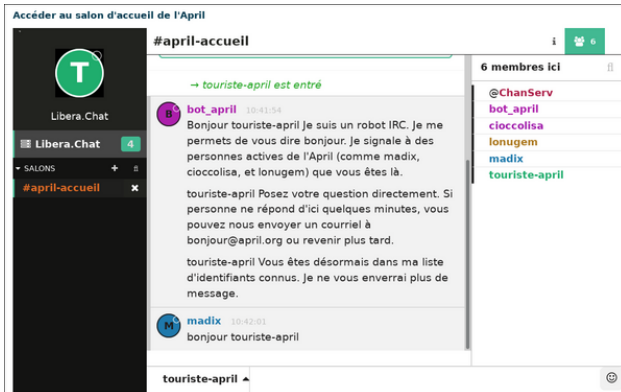 Accéder au salon d'accueil de l'April
T
Libera.Chat
Libera.Chat 4
SALONS +
#april-accueil ×
#april-accueil
i 6
→ touriste-april est entré
B
bot_april 10:41:54
Bonjour touriste-april Je suis un robot IRC. Je me
permets de vous dire bonjour. Je signale à des
personnes actives de l'April (comme madix,
cioccolisa, et lonugem) que vous êtes là.
touriste-april Posez votre question directement. Si
personne ne répond d'ici quelques minutes, vous
pouvez nous envoyer un courriel à
bonjour@april.org ou revenir plus tard.
touriste-april Vous êtes désormais dans ma liste
d'identifiants connus. Je ne vous enverrai plus de
message.
M
madix 10:42:01
bonjour touriste-april
touriste-april
6 membres ici
@ChanServ
bot_april
cioccolisa
lonugem
madix
touriste-april